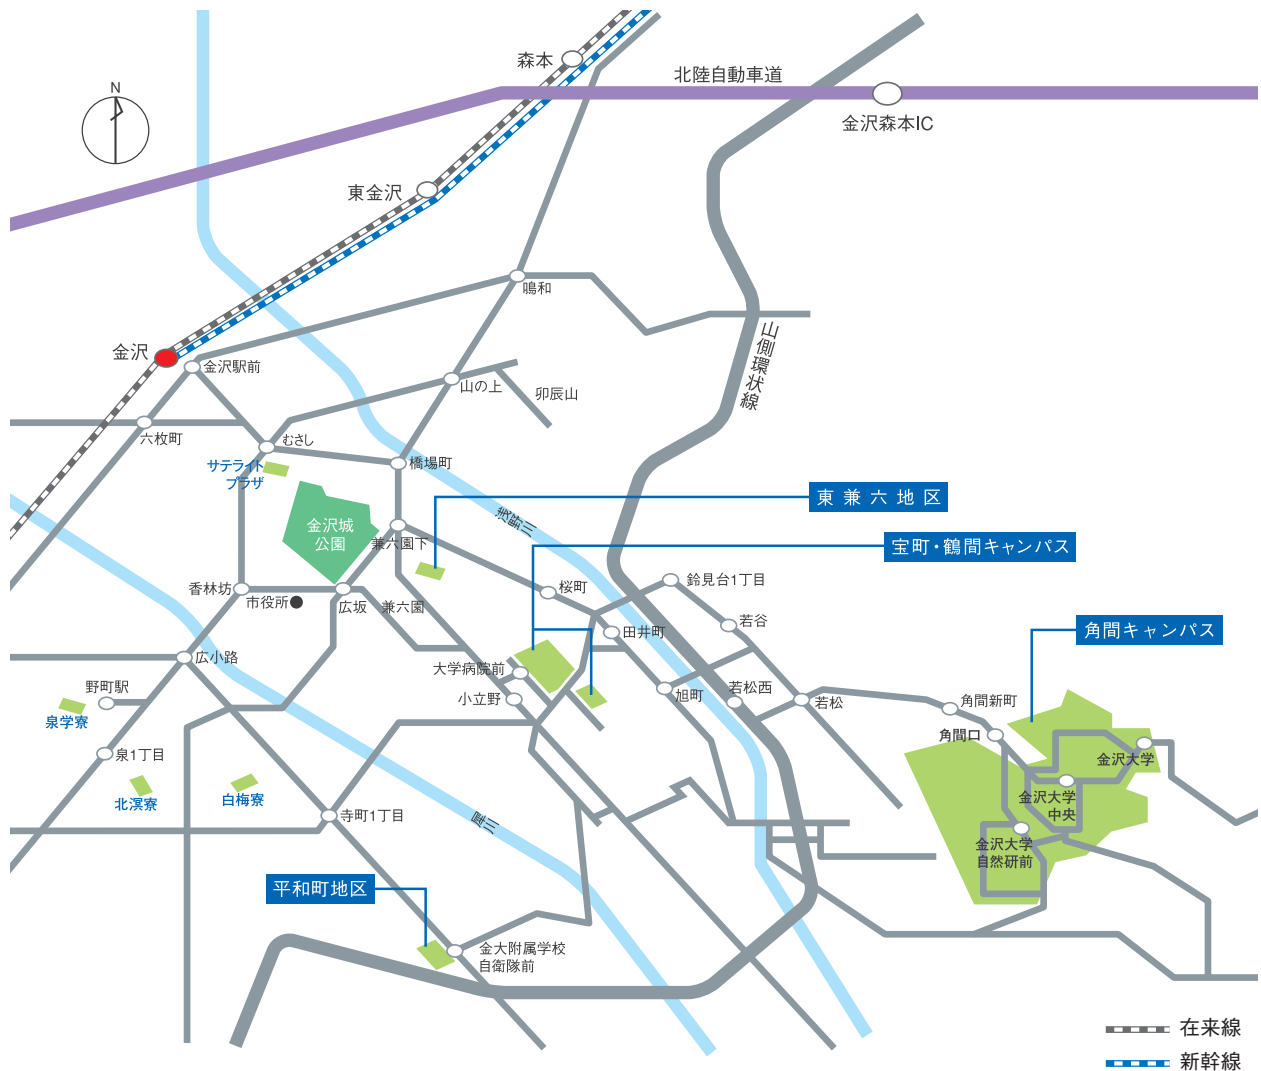 森本
北陸自動車道
N
金沢森本IC
東金沢
鳴和
山側環状線
金沢
金沢駅前
山の上
卯辰山
六枚町
むさし
橋場町
サテライト
プラザ
東兼六地区
金沢城
公園
浅野川
兼六園下
宝町・鶴間キャンパス
香林坊
市役所
広坂
兼六園
桜町
鈴見台1丁目
若谷
田井町
角間キャンパス
広小路
大学病院前
野町駅
小立野
旭町
若松西
若松
角間新町
泉学寮
角間口
泉1丁目
金沢大学
北溟寮
白梅寮
寺町1丁目
犀川
金沢大学
中央
金沢大学
自然研前
平和町地区
金大附属学校
自衛隊前
在来線
新幹線